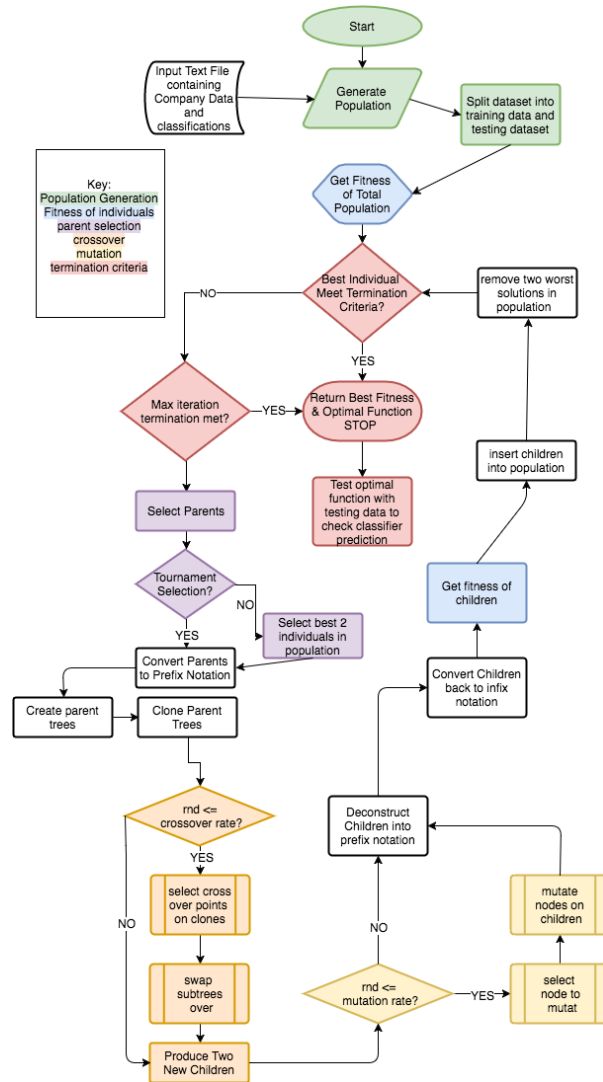 Start
Input Text File
containing
Company Data
and
classifications
Generate
Population
Split dataset into
training data and
testing dataset
Key:
Population Generation
Fitness of individuals
parent selection
crossover
mutation
termination criteria
Get Fitness
of Total
Population
Best Individual
Meet Termination
Criteria?
remove two worst
solutions in
population
NO
YES
Max iteration
termination met?
YES
Return Best Fitness
& Optimal Function
STOP
insert children
into population
Test optimal
function with
testing data to
check classifier
prediction
Select Parents
Tournament
Selection?
NO
YES
Select best 2
individuals in
population
Get fitness of
children
Convert Parents
to Prefix Notation
Convert Children
back to infix
notation
Create parent
trees
Clone Parent
Trees
rnd <=
crossover rate?
YES
NO
Deconstruct
Children into
prefix notation
select cross
over points
on clones
mutate
nodes on
children
NO
swap
subtrees
over
rnd <=
mutation rate?
YES
select
node to
mutat
Produce Two
New Children